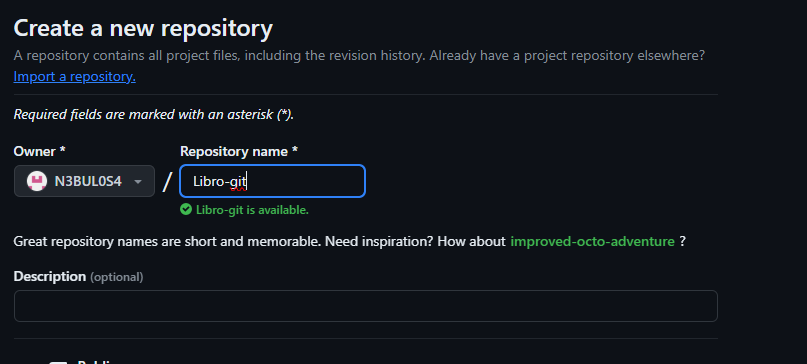 Create a new repository
A repository contains all project files, including the revision history. Already have a project repository elsewhere?
Import a repository.
Required fields are marked with an asterisk (*).
Owner * Repository name *
N3BUL0S4 / Libro-git
Libro-git is available.
Great repository names are short and memorable. Need inspiration? How about improved-octo-adventure ?
Description (optional)